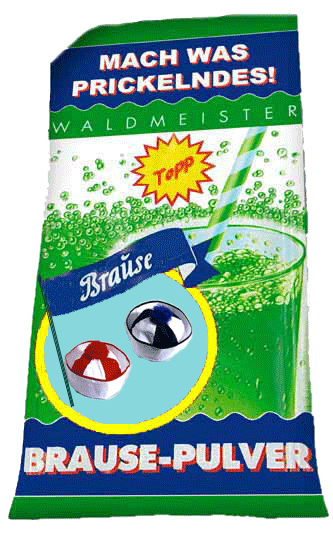 MACH WAS
PRICKELNDES!
WALDMEISTER
Topp
Brause
BRAUSE-PULVER